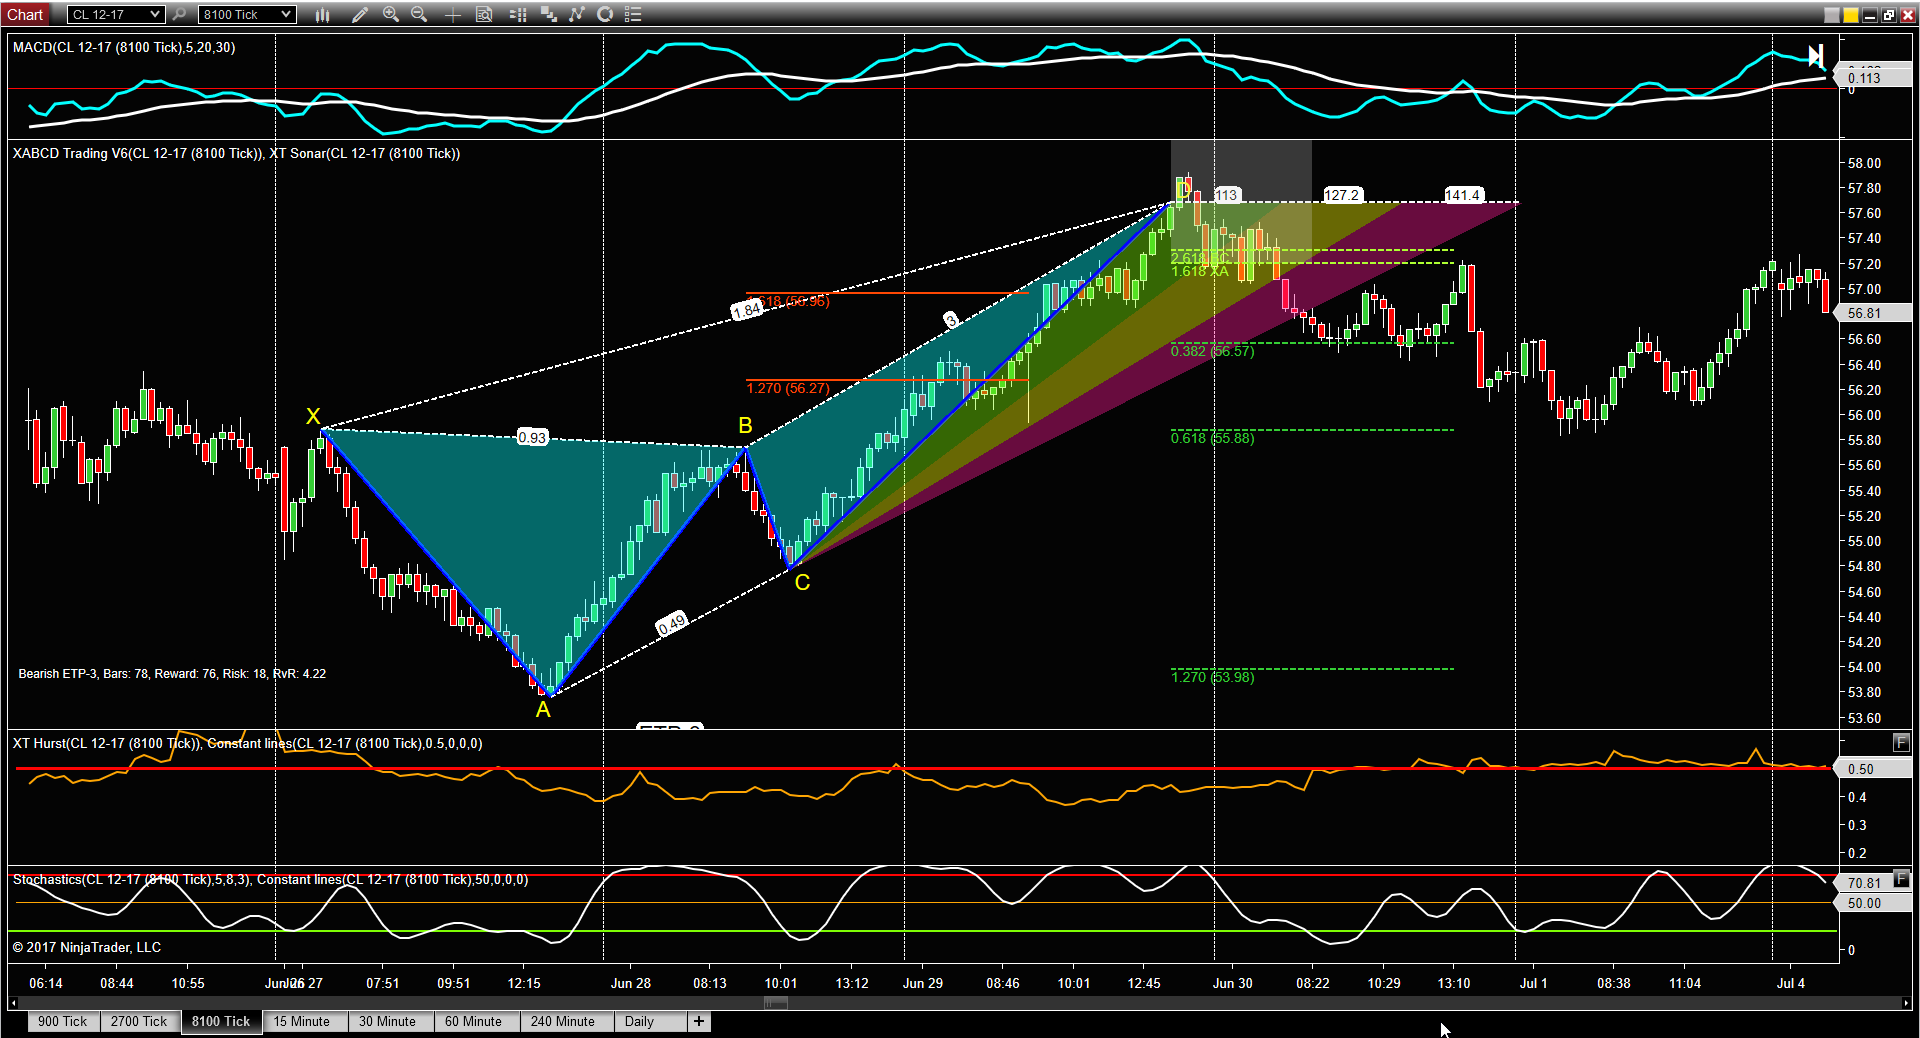 Chart CL 12-17 8100 Tick
MACD(CL 12-17 (8100 Tick),5,20,30)
0.113
0
XABCD Trading V6(CL 12-17 (8100 Tick)), XT Sonar(CL 12-17 (8100 Tick))
58.00
57.80
57.60
57.40
57.20
57.00
56.81
56.60
56.40
56.20
56.00
55.80
55.60
55.40
55.20
55.00
54.80
54.60
54.40
54.20
54.00
53.80
53.60
D
113
127.2
141.4
2.618 BC
1.618 XA
1.618 (56.96)
1.84
3
0.382 (56.57)
1.270 (56.27)
X
B
0.93
0.618 (55.88)
C
0.49
1.270 (53.98)
Bearish ETP-3, Bars: 78, Reward: 76, Risk: 18, RvR: 4.22
A
XT Hurst(CL 12-17 (8100 Tick)), Constant lines(CL 12-17 (8100 Tick),0.5,0,0,0)
F
0.50
0.4
0.3
0.2
Stochastics(CL 12-17 (8100 Tick),5,8,3), Constant lines(CL 12-17 (8100 Tick),50,0,0,0)
F
70.81
50.00
0
© 2017 NinjaTrader, LLC
06:14 08:44 10:55 Jun 26 Jun 27 07:51 09:51 12:15 Jun 28 08:13 10:01 13:12 Jun 29 08:46 10:01 12:45 Jun 30 08:22 10:29 13:10 Jul 1 08:38 11:04 Jul 4
900 Tick 2700 Tick 8100 Tick 15 Minute 30 Minute 60 Minute 240 Minute Daily +